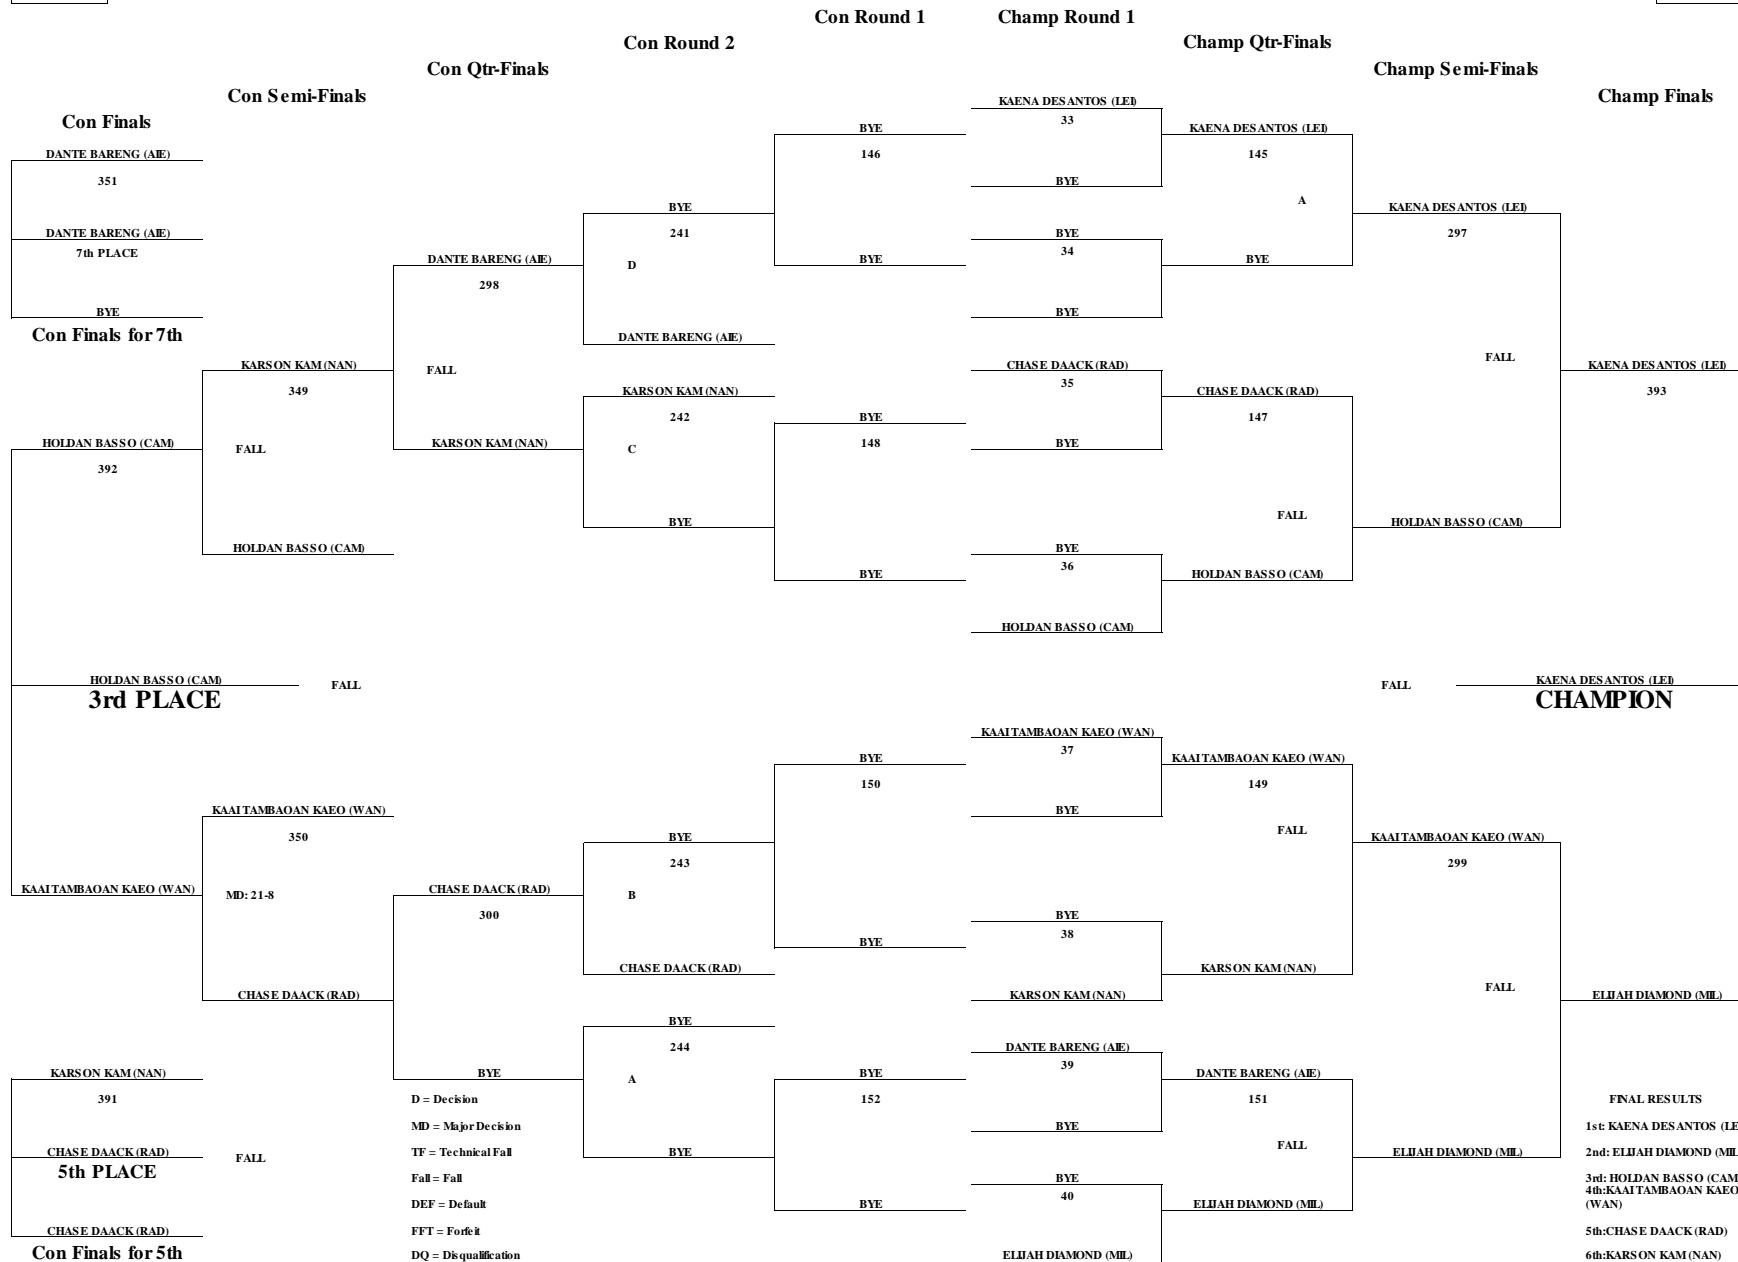 Con Round 1
Champ Round 1
Con Round 2
Champ Qtr-Finals
Con Qtr-Finals
Champ Semi-Finals
Con Semi-Finals
Champ Finals
Con Finals
DANTE BARENG (AIE)
351
DANTE BARENG (AIE)
7th PLACE
BYE
Con Finals for 7th
HOLDAN BASSO (CAM)
392
HOLDAN BASSO (CAM)
3rd PLACE
FALL
KAAI TAMBAOAN KAEO (WAN)
KARSON KAM (NAN)
391
CHASE DAACK (RAD)
5th PLACE
FALL
CHASE DAACK (RAD)
Con Finals for 5th
KARSON KAM (NAN)
349
FALL
HOLDAN BASSO (CAM)
KAAI TAMBAOAN KAEO (WAN)
350
MD: 21-8
CHASE DAACK (RAD)
DANTE BARENG (AIE)
298
FALL
KARSON KAM (NAN)
CHASE DAACK (RAD)
300
BYE
D = Decision
MD = Major Decision
TF = Technical Fall
Fall = Fall
DEF = Default
FFT = Forfeit
DQ = Disqualification
BYE
241
D
DANTE BARENG (AIE)
KARSON KAM (NAN)
242
C
BYE
BYE
243
B
CHASE DAACK (RAD)
BYE
244
A
BYE
BYE
146
BYE
BYE
148
BYE
BYE
150
BYE
BYE
152
BYE
KAENA DESANTOS (LEI)
33
BYE
BYE
34
BYE
CHASE DAACK (RAD)
35
BYE
BYE
36
HOLDAN BASSO (CAM)
KAAI TAMBAOAN KAEO (WAN)
37
BYE
BYE
38
KARSON KAM (NAN)
DANTE BARENG (AIE)
39
BYE
BYE
40
ELIJAH DIAMOND (MIL)
KAENA DESANTOS (LEI)
145
A
BYE
CHASE DAACK (RAD)
147
FALL
HOLDAN BASSO (CAM)
KAAI TAMBAOAN KAEO (WAN)
149
FALL
KARSON KAM (NAN)
DANTE BARENG (AIE)
151
FALL
ELIJAH DIAMOND (MIL)
KAENA DESANTOS (LEI)
297
FALL
HOLDAN BASSO (CAM)
KAAI TAMBAOAN KAEO (WAN)
299
FALL
ELIJAH DIAMOND (MIL)
KAENA DESANTOS (LEI)
393
FALL
KAENA DESANTOS (LEI)
CHAMPION
ELIJAH DIAMOND (MIL)
FINAL RESULTS
1st: KAENA DESANTOS (LE
2nd: ELIJAH DIAMOND (MIL
3rd: HOLDAN BASSO (CAM
4th:KAAI TAMBAOAN KAEO
(WAN)
5th:CHASE DAACK (RAD)
6th:KARSON KAM (NAN)